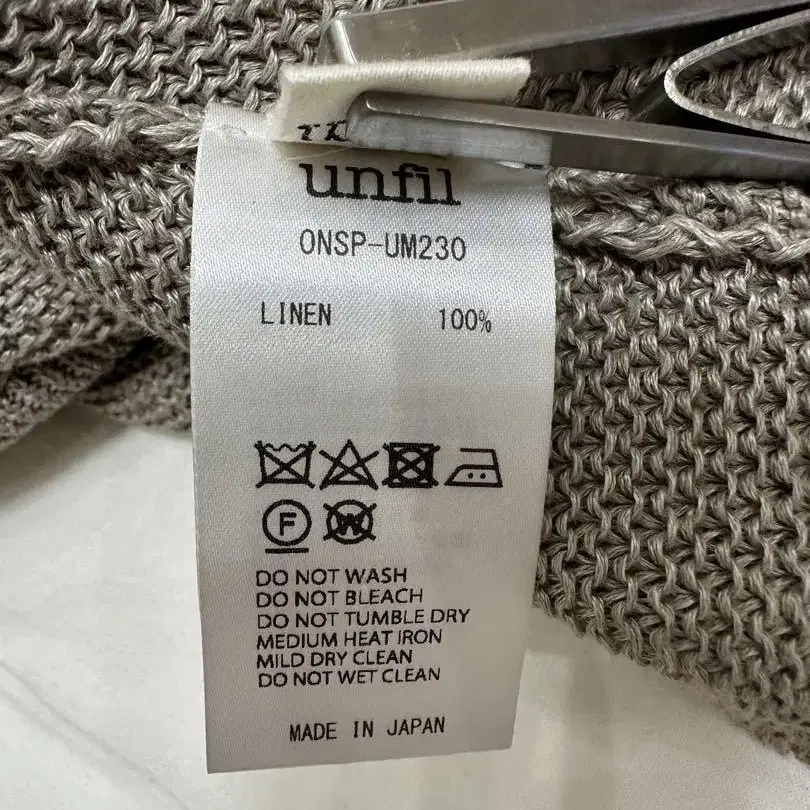 unfil
ONSP-UM230
LINEN 100%
F
W
DO NOT WASH
DO NOT BLEACH
DO NOT TUMBLE DRY
MEDIUM HEAT IRON
MILD DRY CLEAN
DO NOT WET CLEAN
MADE IN JAPAN